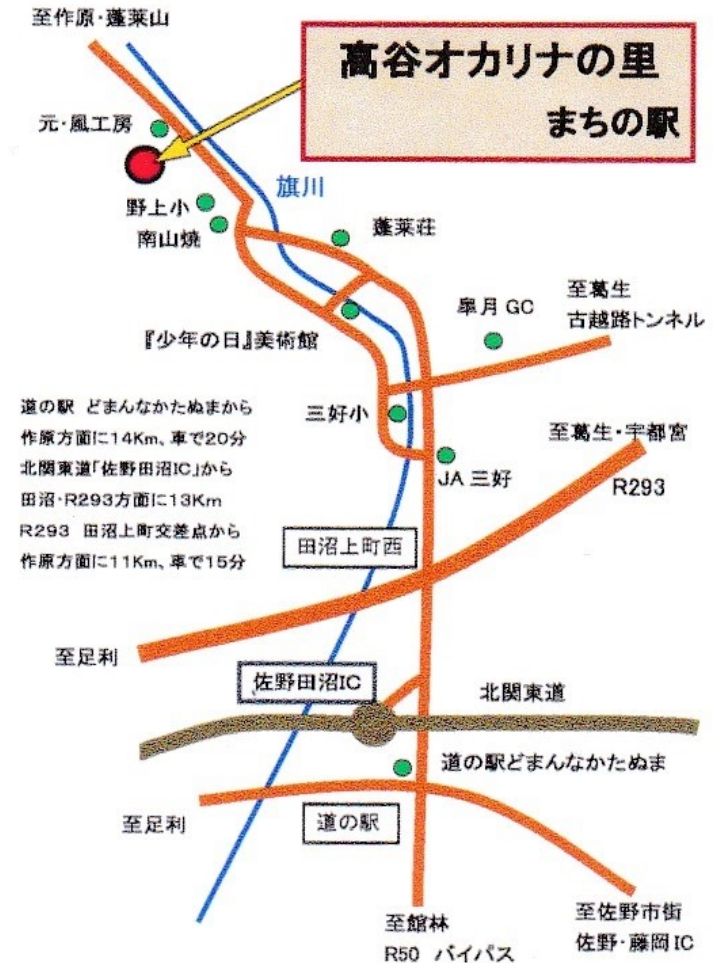 至作原・蓬莱山
高谷オカリナの里
まちの駅
元・風工房
旗川
野上小
南山焼
蓬莱荘
皐月 GC
至葛生
古越路トンネル
『少年の日』美術館
道の駅 どまんなかたぬまから
作原方面に14Km、車で20分
北関東道「佐野田沼IC」から
田沼・R293方面に13Km
R293 田沼上町交差点から
作原方面に11Km、車で15分
三好小
至葛生・宇都宮
JA 三好
R293
田沼上町西
至足利
佐野田沼IC
北関東道
道の駅どまんなかたぬま
至足利
道の駅
至館林
R50 バイパス
至佐野市街
佐野・藤岡 IC